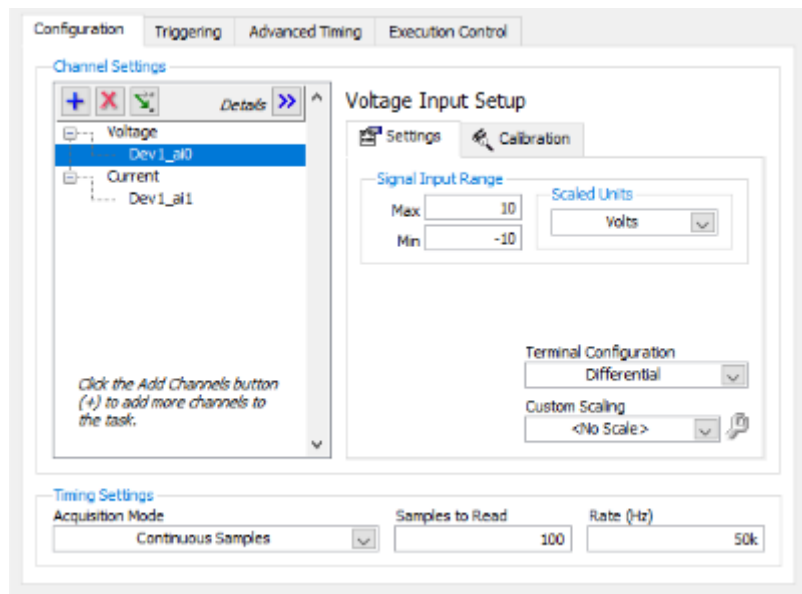 Configuration Triggering Advanced Timing Execution Control
Channel Settings
Details
Voltage
Dev1_ai0
Current
Dev1_ai1
Click the Add Channels button
(+) to add more channels to
the task.
Voltage Input Setup
Settings Calibration
Signal Input Range
Max 10
Min -10
Scaled Units
Volts
Terminal Configuration
Differential
Custom Scaling
<No Scale>
Timing Settings
Acquisition Mode Samples to Read Rate (Hz)
Continuous Samples 100 50k